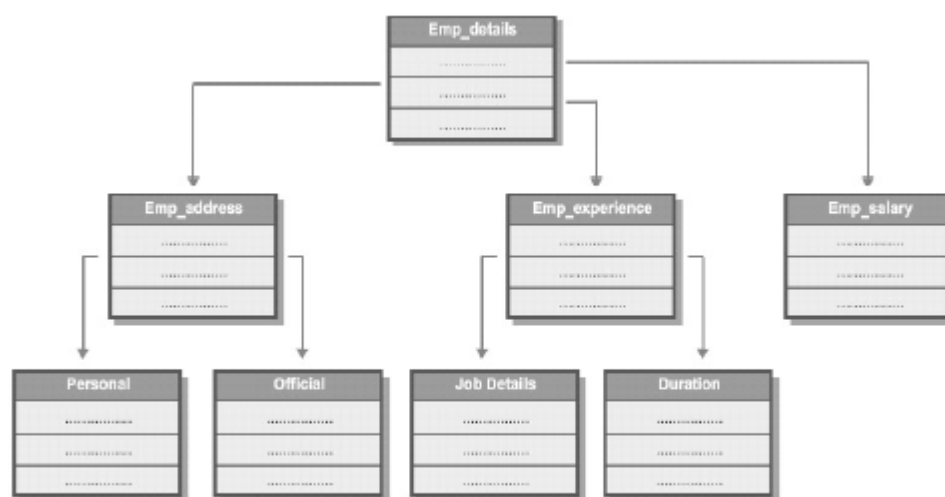 Emp_details
Emp_address
Emp_experience
Emp_salary
Personal
Official
Job Details
Duration